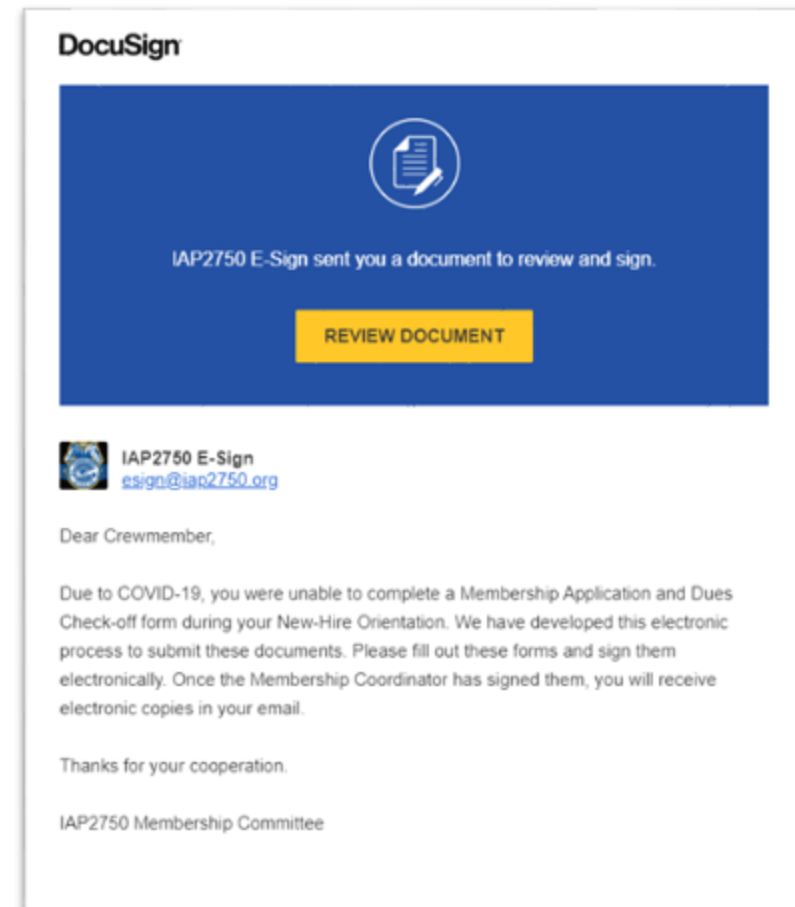 DocuSign
IAP2750 E-Sign sent you a document to review and sign.
REVIEW DOCUMENT
IAP2750 E-Sign
esign@iap2750.org
Dear Crewmember,
Due to COVID-19, you were unable to complete a Membership Application and Dues
Check-off form during your New-Hire Orientation. We have developed this electronic
process to submit these documents. Please fill out these forms and sign them
electronically. Once the Membership Coordinator has signed them, you will receive
electronic copies in your email.
Thanks for your cooperation.
IAP2750 Membership Committee